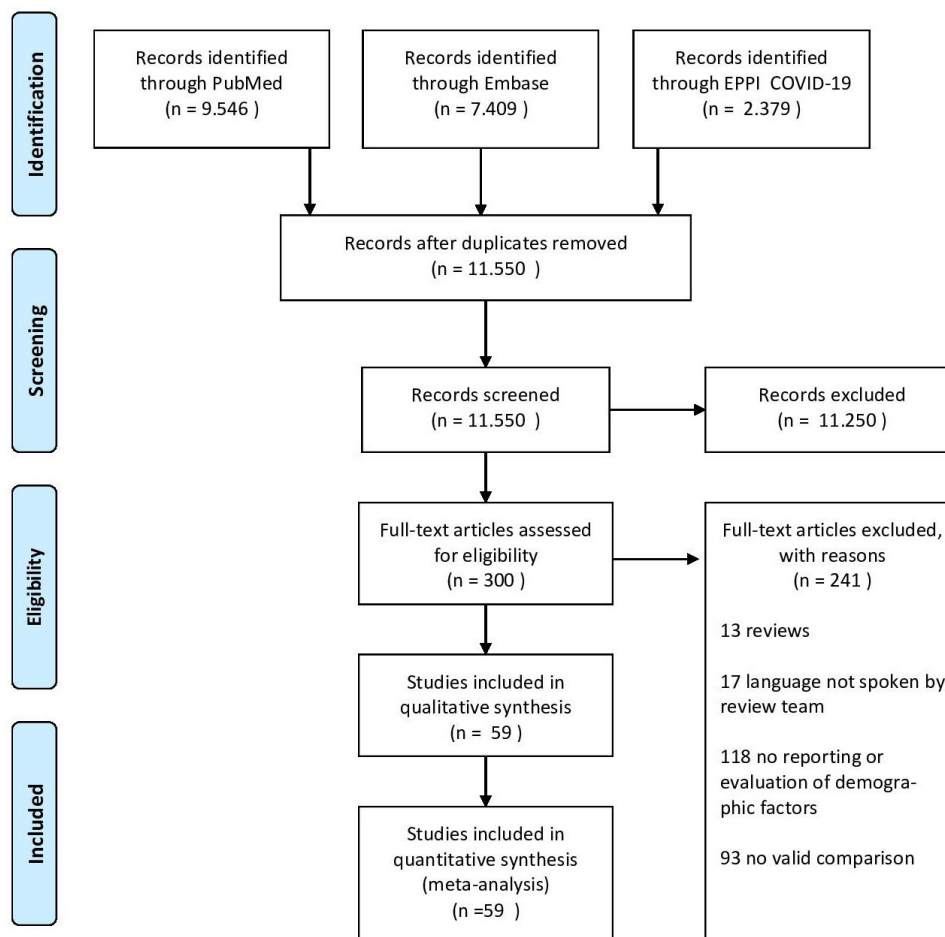 Identification
Records identified
through PubMed
(n = 9.546 )
Records identified
through Embase
(n = 7.409 )
Records identified
through EPPI COVID-19
(n = 2.379 )
Records after duplicates removed
(n = 11.550 )
Screening
Records screened
(n = 11.550 )
Records excluded
(n = 11.250 )
Eligibility
Full-text articles assessed
for eligibility
(n = 300 )
Full-text articles excluded,
with reasons
(n = 241 )
13 reviews
17 language not spoken by
review team
118 no reporting or
evaluation of demogra-
phic factors
93 no valid comparison
Studies included in
qualitative synthesis
(n = 59 )
Included
Studies included in
quantitative synthesis
(meta-analysis)
(n =59 )